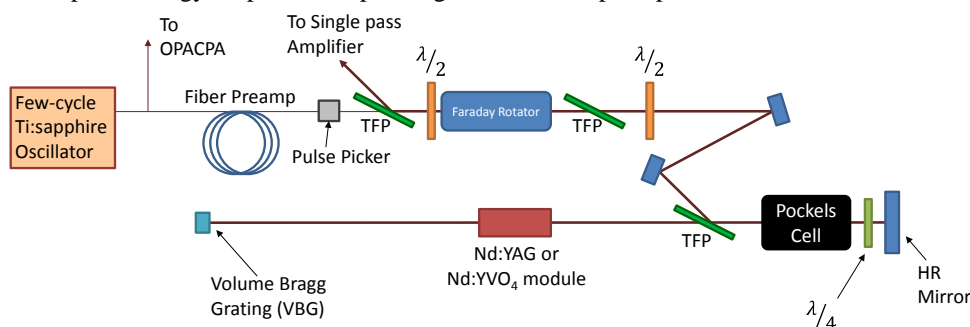 To
OPACPA
To Single pass
Amplifier
λ/2
λ/2
Few-cycle
Ti:sapphire
Oscillator
Fiber Preamp
Pulse Picker
TFP
Faraday Rotator
TFP
Volume Bragg
Grating (VBG)
Nd:YAG or
Nd:YVO₄ module
TFP
Pockels
Cell
λ/4
HR
Mirror